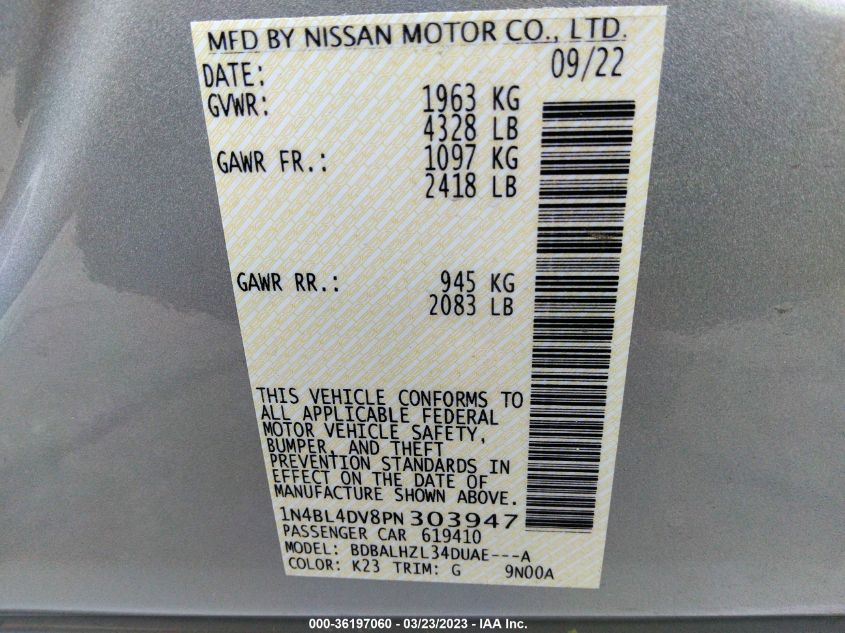 MFD BY NISSAN MOTOR CO., LTD.
DATE: 09/22
GVWR: 1963 KG
4328 LB
GAWR FR.: 1097 KG
2418 LB
GAWR RR.: 945 KG
2083 LB
THIS VEHICLE CONFORMS TO
ALL APPLICABLE FEDERAL
MOTOR VEHICLE SAFETY,
BUMPER, AND THEFT
PREVENTION STANDARDS IN
EFFECT ON THE DATE OF
MANUFACTURE SHOWN ABOVE.
1N4BL4DV8PN303947
PASSENGER CAR 619410
MODEL: BDBALHZL34DUAE---A
COLOR: K23 TRIM: G 9N00A
000-36197060 - 03/23/2023 - IAA Inc.